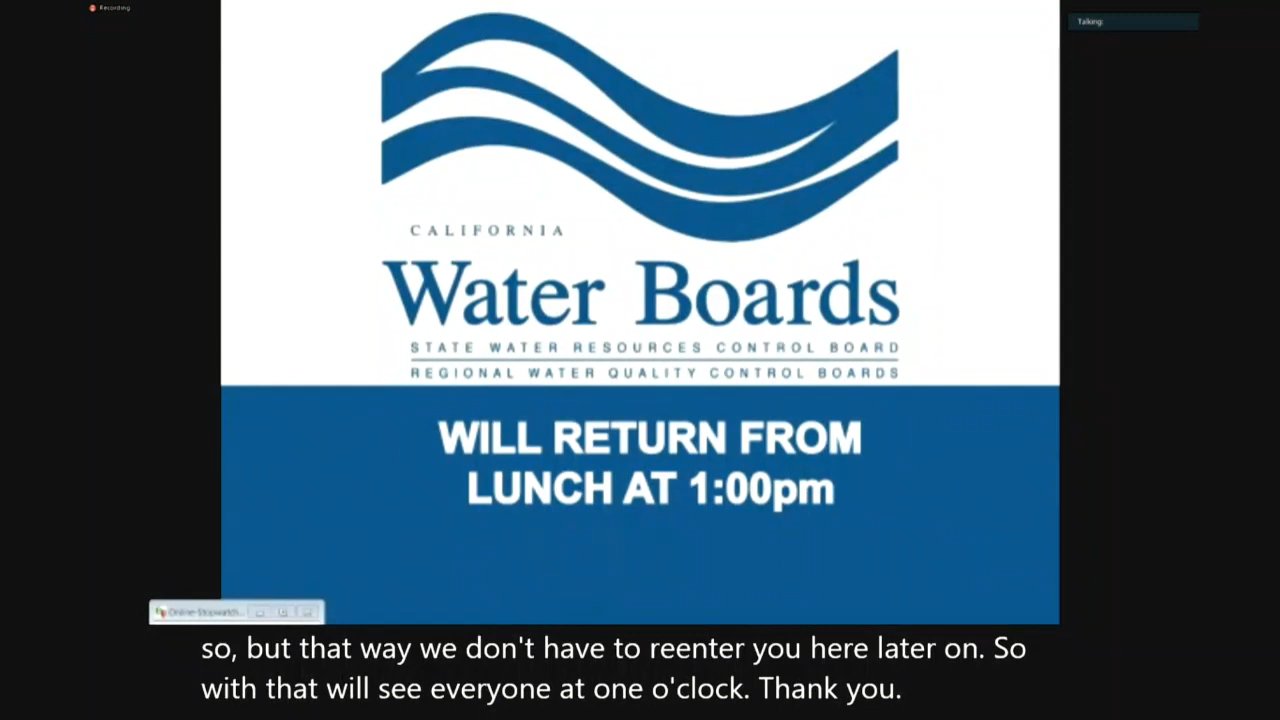 Recording
Talking:
CALIFORNIA
Water Boards
STATE WATER RESOURCES CONTROL BOARD
REGIONAL WATER QUALITY CONTROL BOARDS
WILL RETURN FROM
LUNCH AT 1:00pm
Online-Stopwatch...
so, but that way we don't have to reenter you here later on. So
with that will see everyone at one o'clock. Thank you.